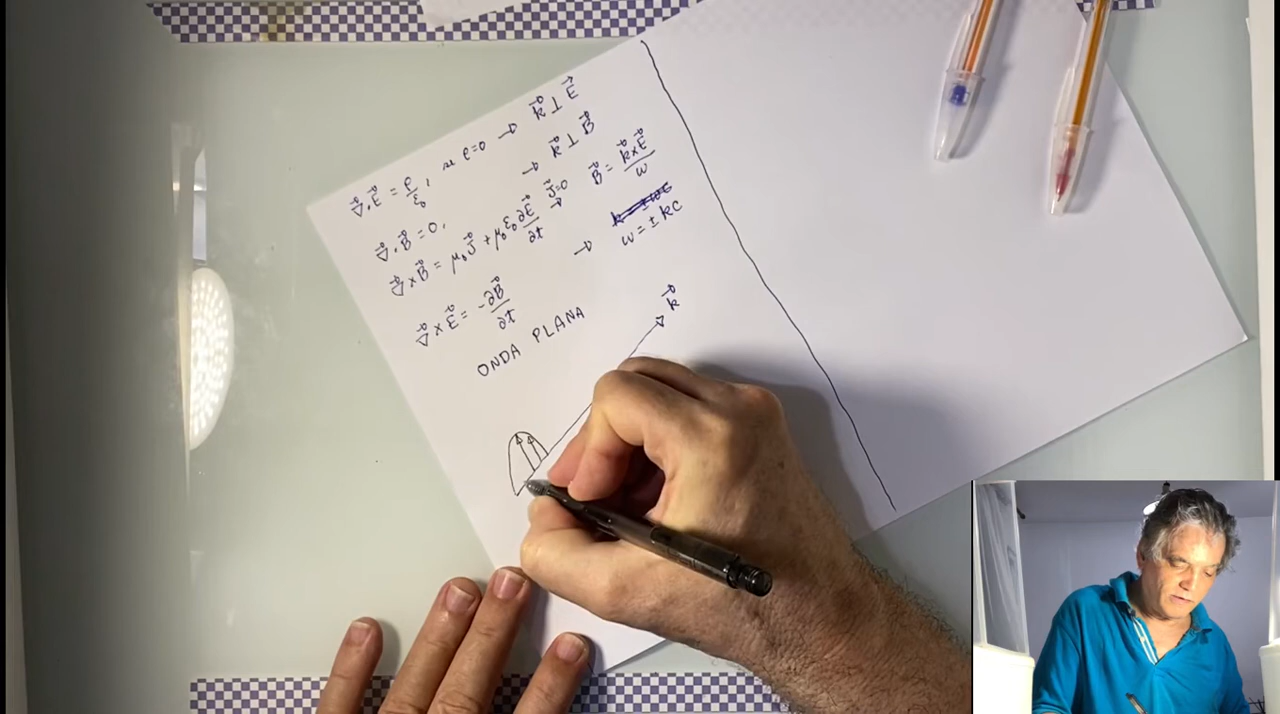 ∇⃗·E⃗ = ρ/ε₀, se ρ=0 → k⃗ ⊥ E⃗
∇⃗·B⃗ = 0, → k⃗ ⊥ B⃗
∇⃗×B⃗ = μ₀J⃗ + μ₀ε₀ ∂E⃗/∂t J⃗=0 → B⃗ = k⃗×E⃗/w
∇⃗×E⃗ = -∂B⃗/∂t → w = ± kc
ONDA PLANA
k⃗